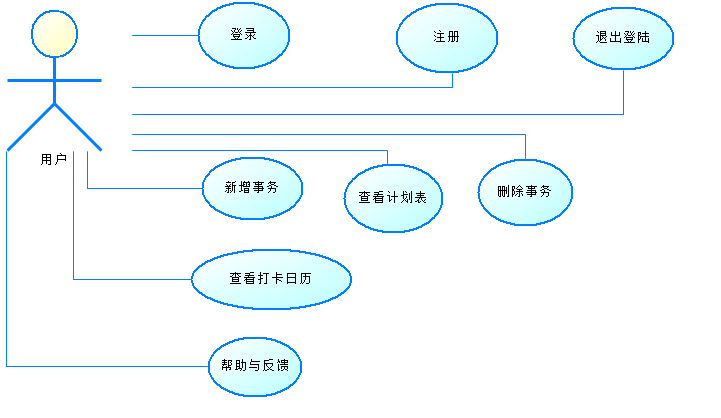 登录
注册
退出登陆
用户
新增事务
查看计划表
删除事务
查看打卡日历
帮助与反馈